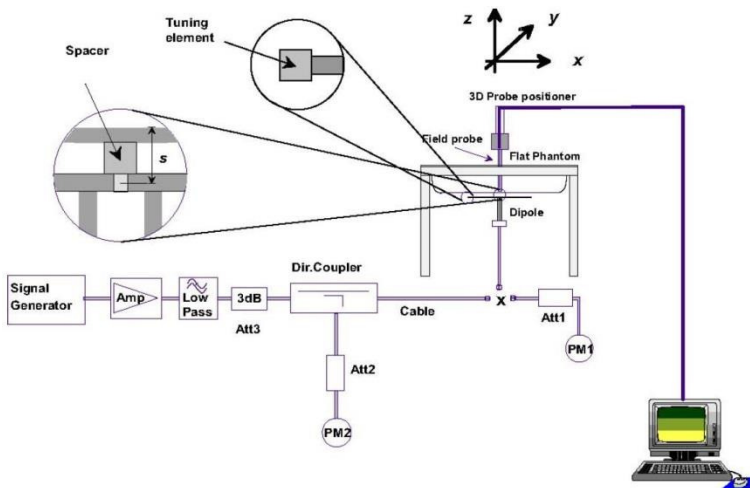 Tuning
element
Spacer
s
z
y
x
3D Probe positioner
Field probe
Flat Phantom
Dipole
Signal
Generator
Amp
Low
Pass
3dB
Att3
Dir.Coupler
Cable
x
Att1
PM1
Att2
PM2